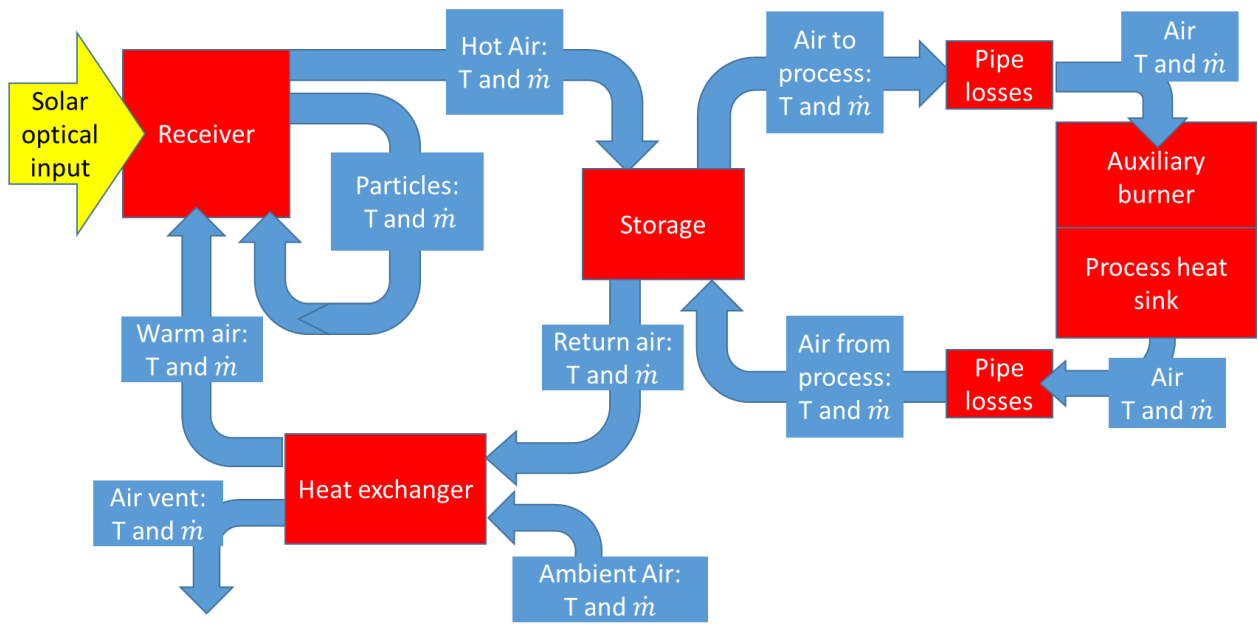 Solar
optical
input
Receiver
Hot Air:
T and ṁ
Particles:
T and ṁ
Air to
process:
T and ṁ
Pipe
losses
Air
T and ṁ
Auxiliary
burner
Process heat
sink
Storage
Warm air:
T and ṁ
Return air:
T and ṁ
Air from
process:
T and ṁ
Pipe
losses
Air
T and ṁ
Heat exchanger
Air vent:
T and ṁ
Ambient Air:
T and ṁ